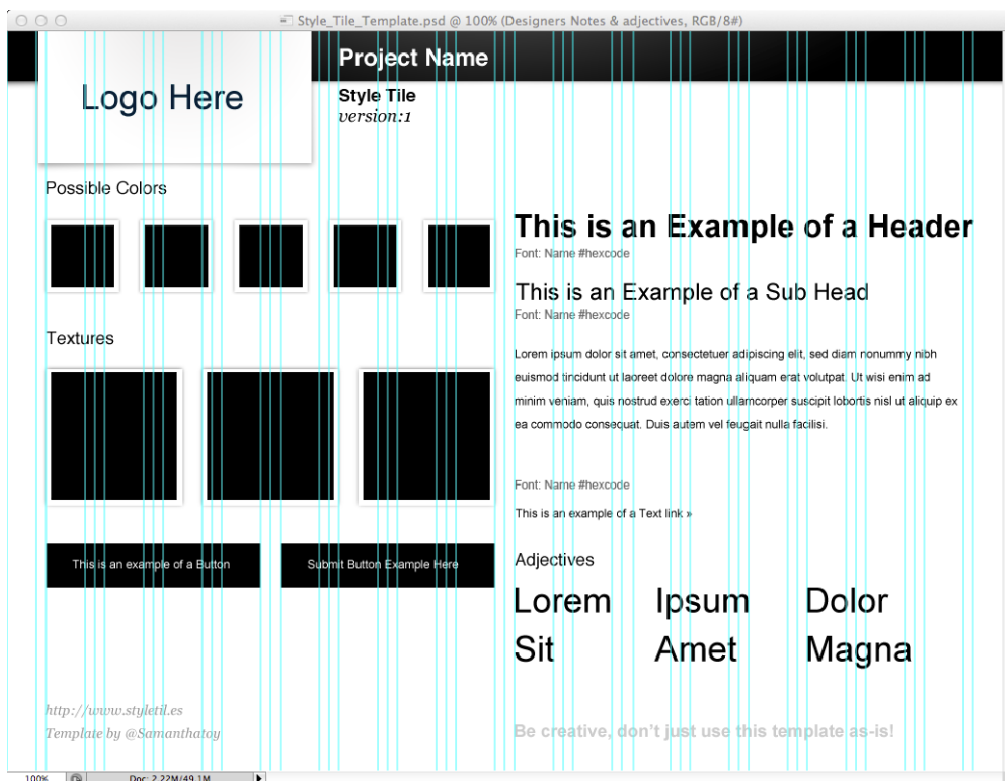 Style_Tile_Template.psd @ 100% (Designers Notes & adjectives, RGB/8#)
Project Name
Logo Here
Style Tile
version:1
Possible Colors
Textures
This is an example of a Button
Submit Button Example Here
http://www.styletil.es
Template by @Samanthatoy
This is an Example of a Header
Font: Name #hexcode
This is an Example of a Sub Head
Font: Name #hexcode
Lorem ipsum dolor sit amet, consectetuer adipiscing elit, sed diam nonummy nibh
euismod tincidunt ut laoreet dolore magna aliquam erat volutpat. Ut wisi enim ad
minim veniam, quis nostrud exerci tation ullamcorper suscipit lobortis nisl ut aliquip ex
ea commodo consequat. Duis autem vel feugait nulla facilisi.
Font: Name #hexcode
This is an example of a Text link »
Adjectives
Lorem Ipsum Dolor
Sit Amet Magna
Be creative, don't just use this template as-is!
100% Doc: 2.22M/49.1M